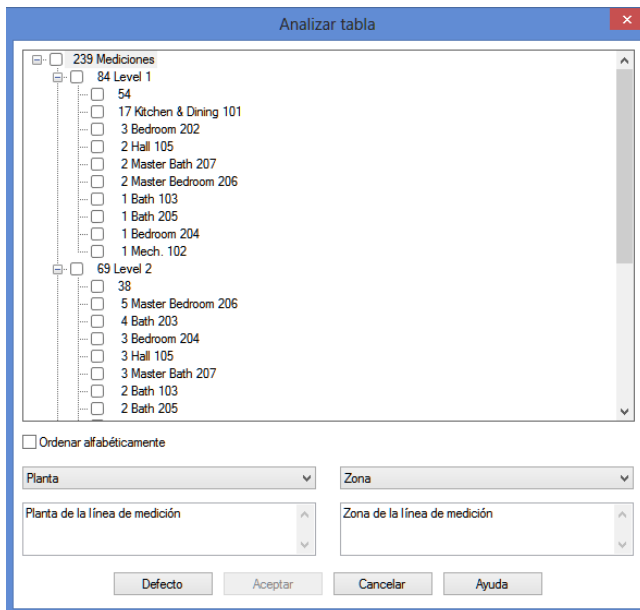 Analizar tabla
239 Mediciones
84 Level 1
54
17 Kitchen & Dining 101
3 Bedroom 202
2 Hall 105
2 Master Bath 207
2 Master Bedroom 206
1 Bath 103
1 Bath 205
1 Bedroom 204
1 Mech. 102
69 Level 2
38
5 Master Bedroom 206
4 Bath 203
3 Bedroom 204
3 Hall 105
3 Master Bath 207
2 Bath 103
2 Bath 205
Ordenar alfabéticamente
Planta Zona
Planta de la línea de medición Zona de la línea de medición
Defecto Aceptar Cancelar Ayuda